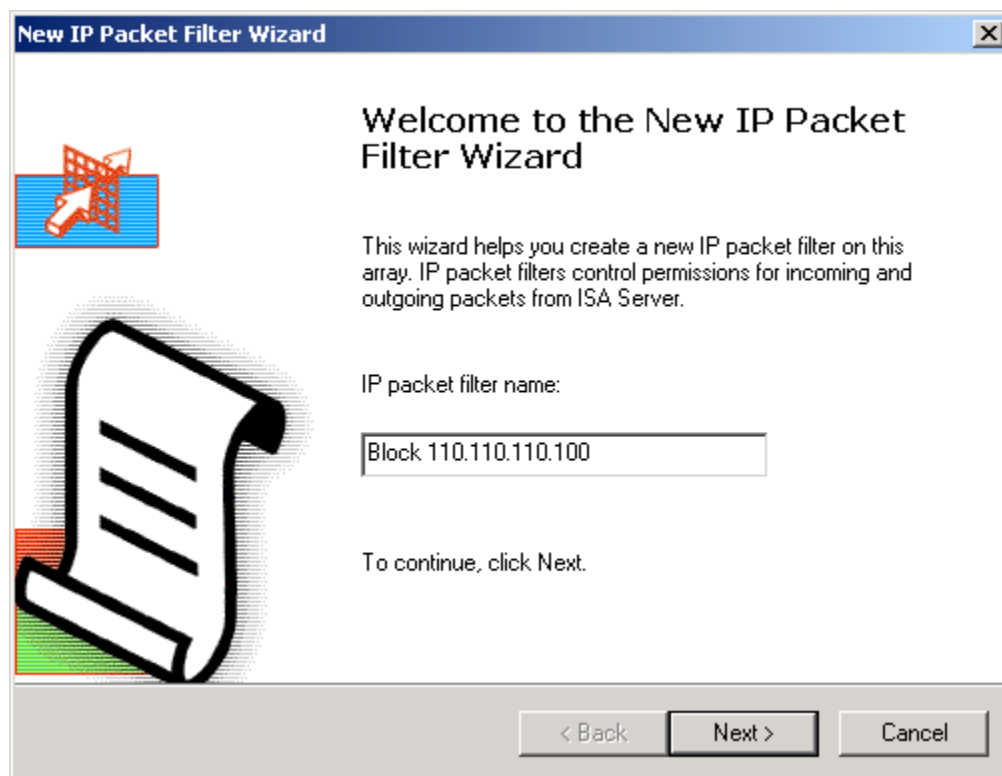 New IP Packet Filter Wizard
Welcome to the New IP Packet
Filter Wizard
This wizard helps you create a new IP packet filter on this
array. IP packet filters control permissions for incoming and
outgoing packets from ISA Server.
IP packet filter name:
Block 110.110.110.100
To continue, click Next.
< Back
Next >
Cancel